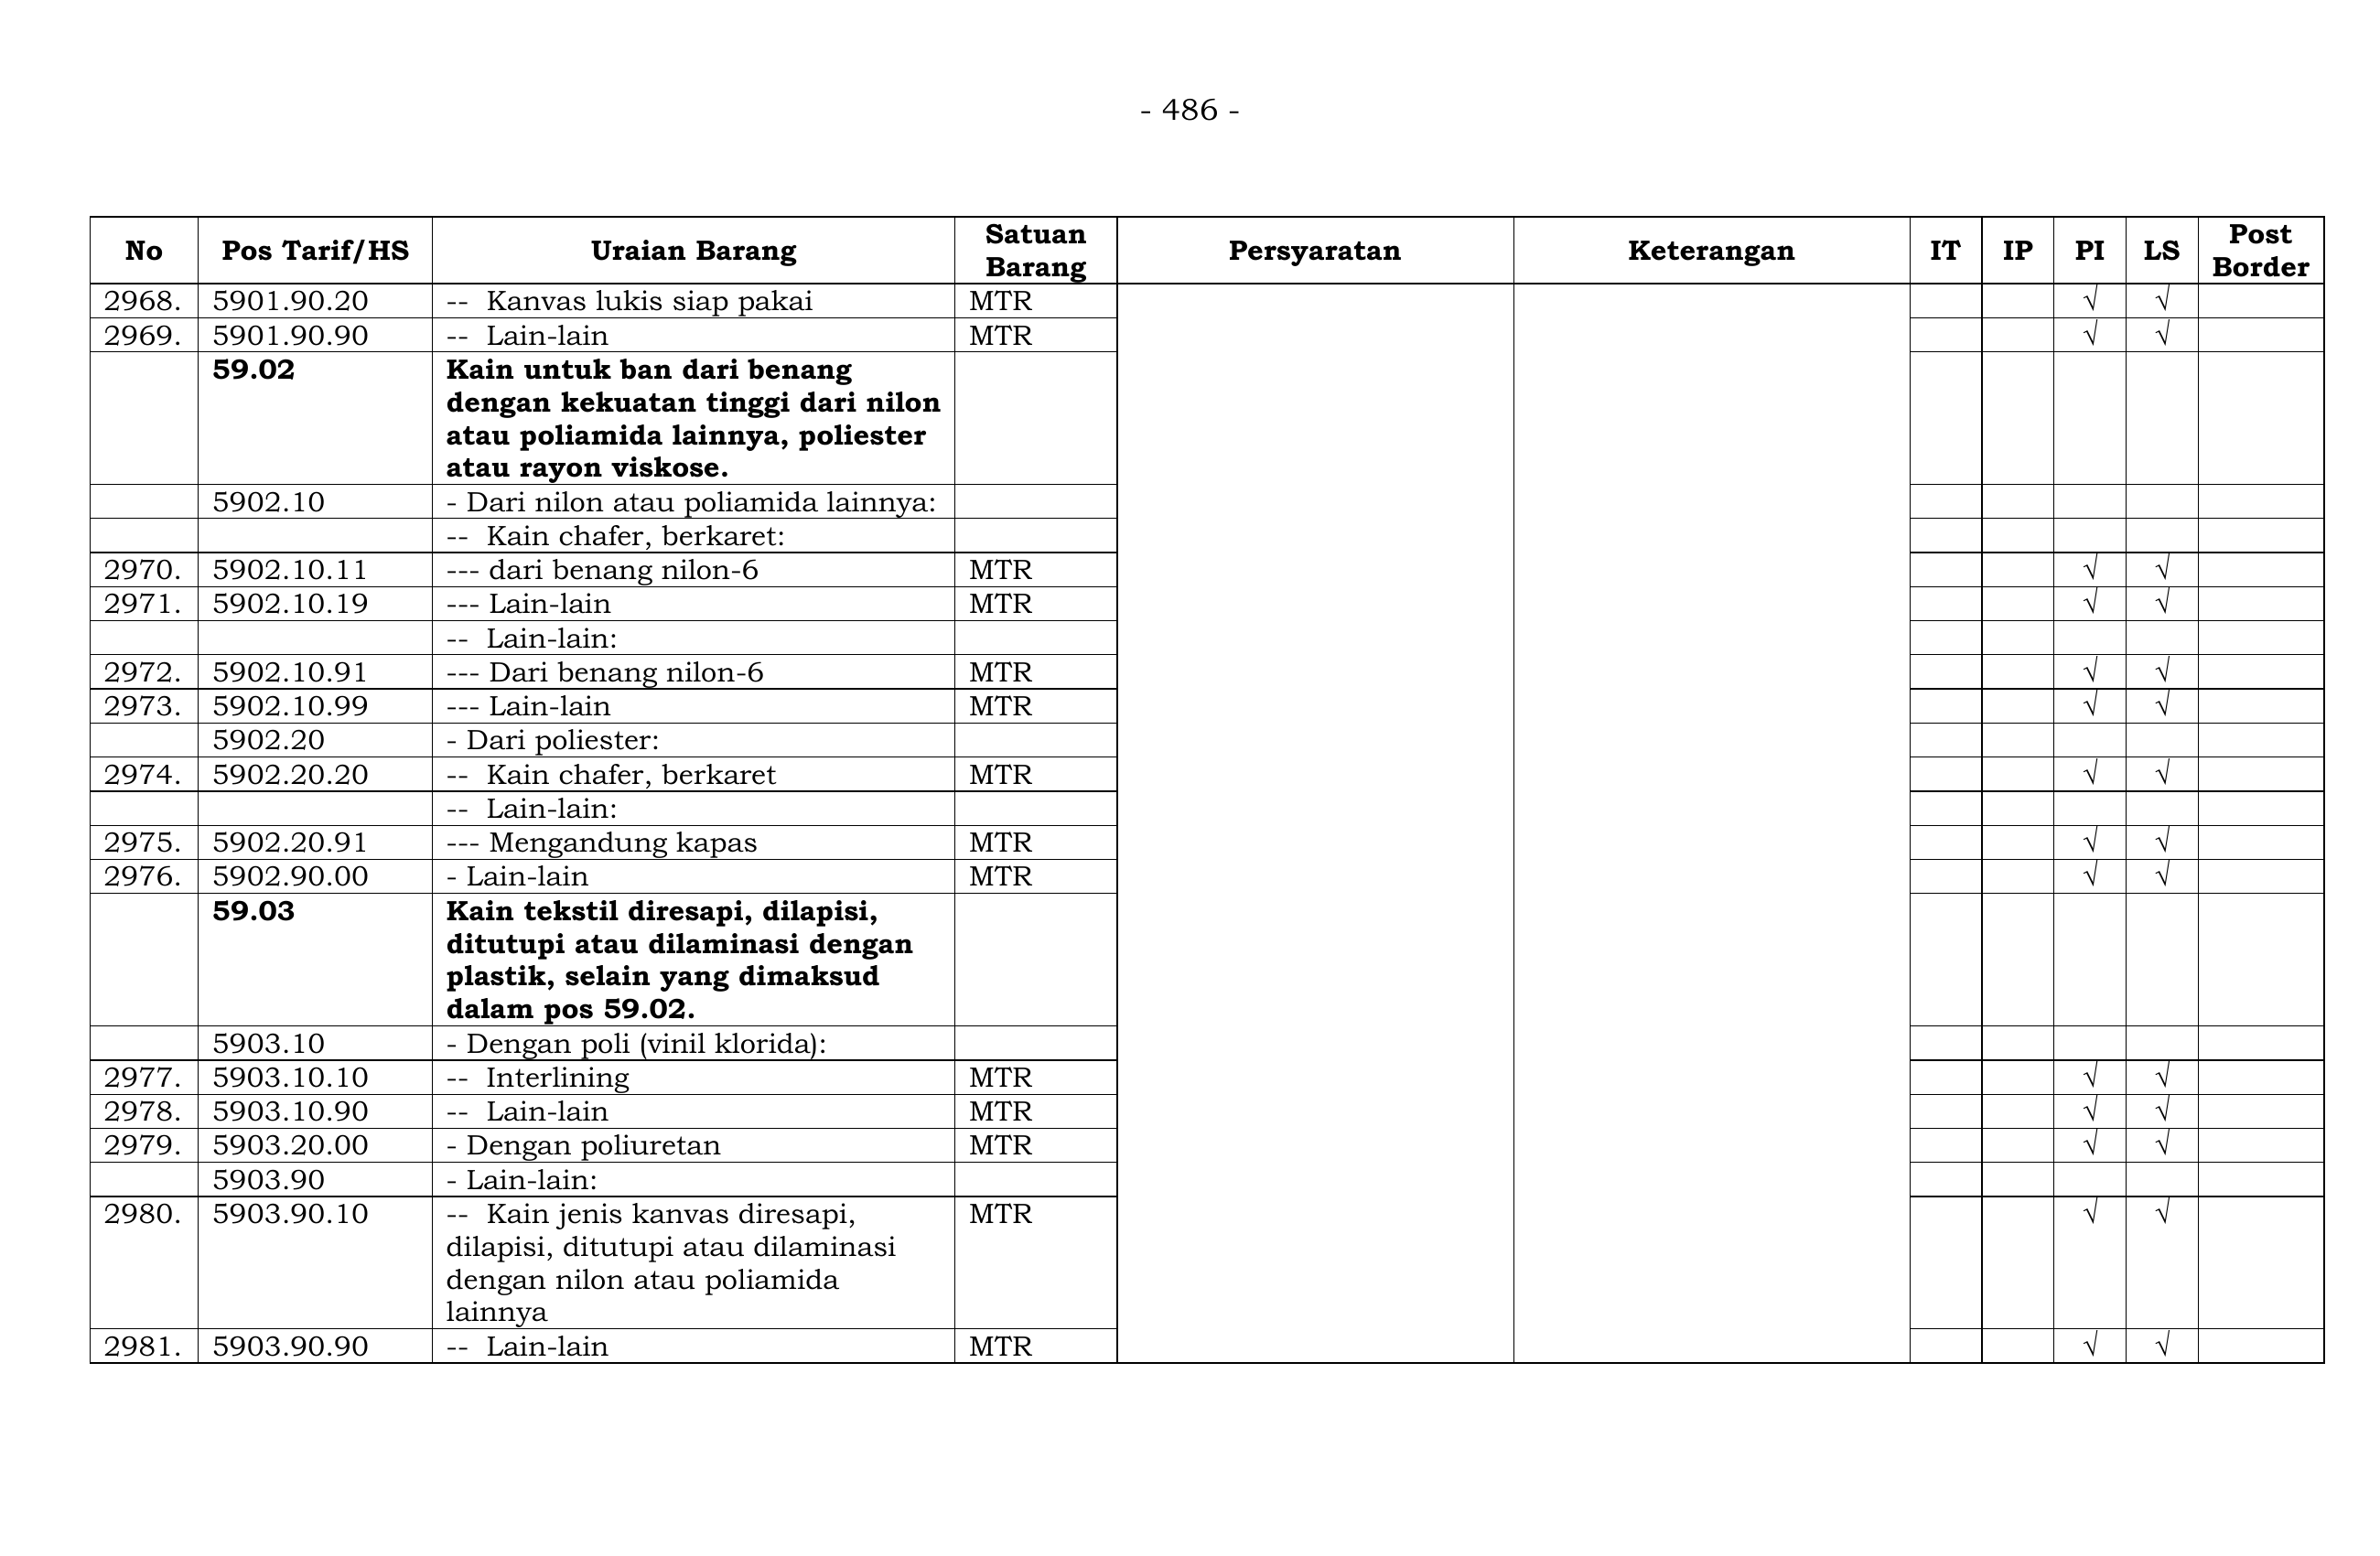 - 486 -
No Pos Tarif/HS Uraian Barang Satuan Barang Persyaratan Keterangan IT IP PI LS Post Border
2968. 5901.90.20 -- Kanvas lukis siap pakai MTR √ √
2969. 5901.90.90 -- Lain-lain MTR √ √
59.02 Kain untuk ban dari benang
dengan kekuatan tinggi dari nilon
atau poliamida lainnya, poliester
atau rayon viskose.
5902.10 - Dari nilon atau poliamida lainnya:
-- Kain chafer, berkaret:
2970. 5902.10.11 --- dari benang nilon-6 MTR √ √
2971. 5902.10.19 --- Lain-lain MTR √ √
-- Lain-lain:
2972. 5902.10.91 --- Dari benang nilon-6 MTR √ √
2973. 5902.10.99 --- Lain-lain MTR √ √
5902.20 - Dari poliester:
2974. 5902.20.20 -- Kain chafer, berkaret MTR √ √
-- Lain-lain:
2975. 5902.20.91 --- Mengandung kapas MTR √ √
2976. 5902.90.00 - Lain-lain MTR √ √
59.03 Kain tekstil diresapi, dilapisi,
ditutupi atau dilaminasi dengan
plastik, selain yang dimaksud
dalam pos 59.02.
5903.10 - Dengan poli (vinil klorida):
2977. 5903.10.10 -- Interlining MTR √ √
2978. 5903.10.90 -- Lain-lain MTR √ √
2979. 5903.20.00 - Dengan poliuretan MTR √ √
5903.90 - Lain-lain:
2980. 5903.90.10 -- Kain jenis kanvas diresapi, MTR √ √
dilapisi, ditutupi atau dilaminasi
dengan nilon atau poliamida
lainnya
2981. 5903.90.90 -- Lain-lain MTR √ √